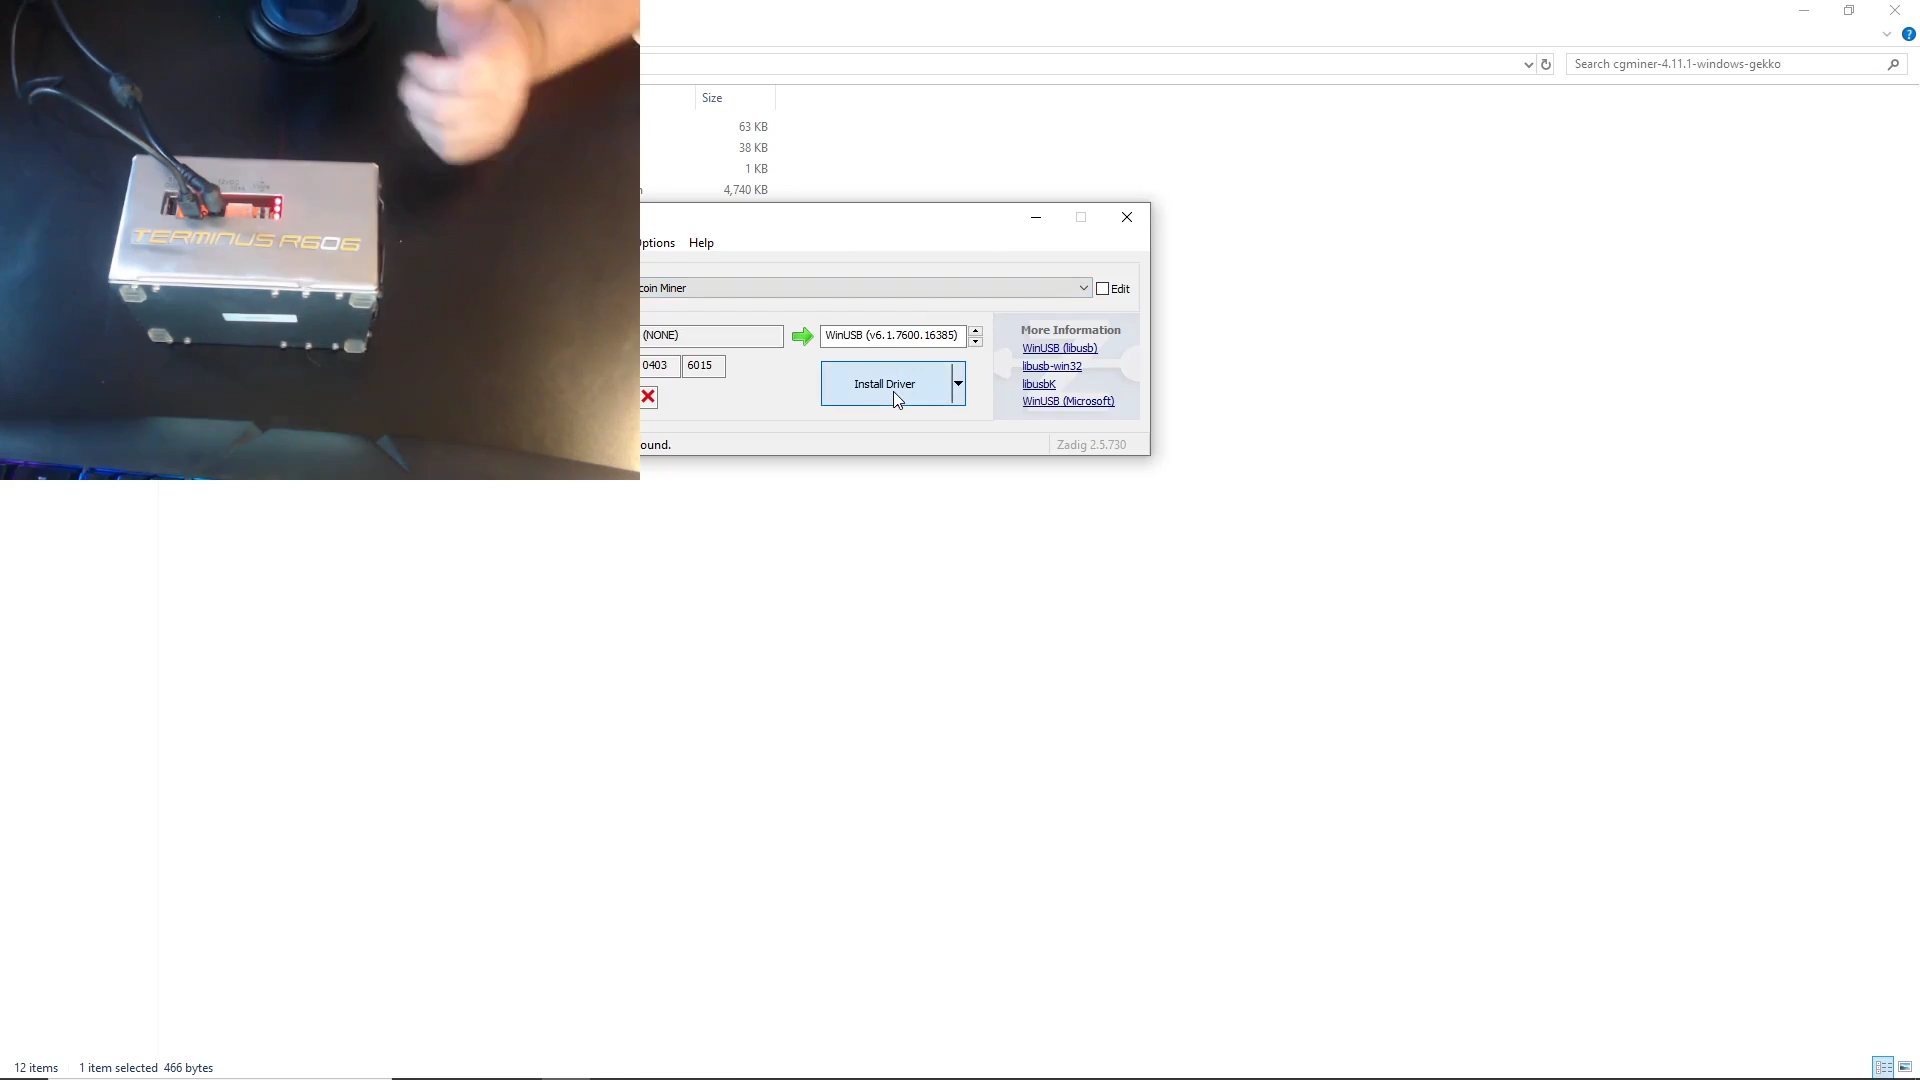 Search cgminer-4.11.1-windows-gekko
Size
63 KB
38 KB
1 KB
4,740 KB
TERMINUS R606
ptions Help
coin Miner
Edit
(NONE)
WinUSB (v6.1.7600.16385)
More Information
WinUSB (libusb)
0403 6015
libusb-win32
Install Driver
libusbK
WinUSB (Microsoft)
ound.
Zadig 2.5.730
12 items 1 item selected 466 bytes